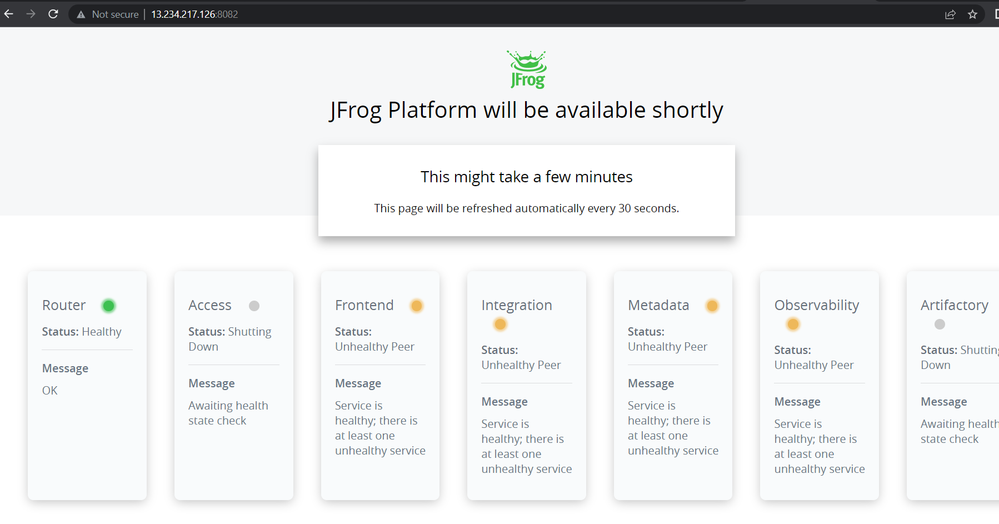 Not secure | 13.234.217.126:8082
JFrog
JFrog Platform will be available shortly
This might take a few minutes
This page will be refreshed automatically every 30 seconds.
Router
Status: Healthy
Message
OK
Access
Status: Shutting
Down
Message
Awaiting health
state check
Frontend
Status:
Unhealthy Peer
Message
Service is
healthy; there is
at least one
unhealthy service
Integration
Status:
Unhealthy Peer
Message
Service is
healthy; there is
at least one
unhealthy service
Metadata
Status:
Unhealthy Peer
Message
Service is
healthy; there is
at least one
unhealthy service
Observability
Status:
Unhealthy Peer
Message
Service is
healthy; there is
at least one
unhealthy service
Artifactory
Status: Shutting
Down
Message
Awaiting health
state check